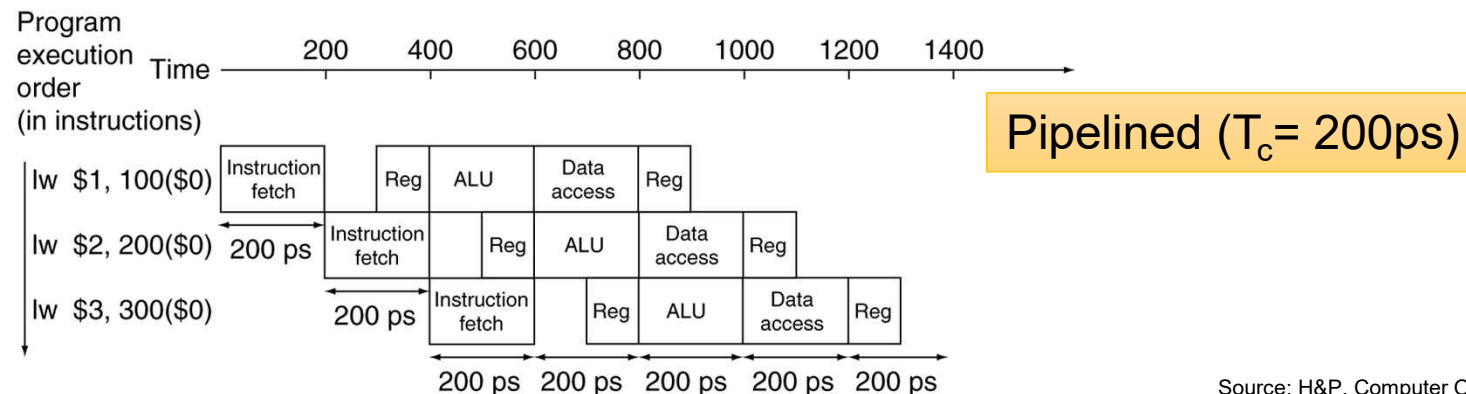 Program
execution
order
(in instructions)
Time
200 400 600 800 1000 1200 1400
Pipelined (Tc= 200ps)
lw $1, 100($0) Instruction fetch Reg ALU Data access Reg
200 ps
lw $2, 200($0) Instruction fetch Reg ALU Data access Reg
200 ps
lw $3, 300($0) Instruction fetch Reg ALU Data access Reg
200 ps 200 ps 200 ps 200 ps 200 ps
Source: H&P, Computer O